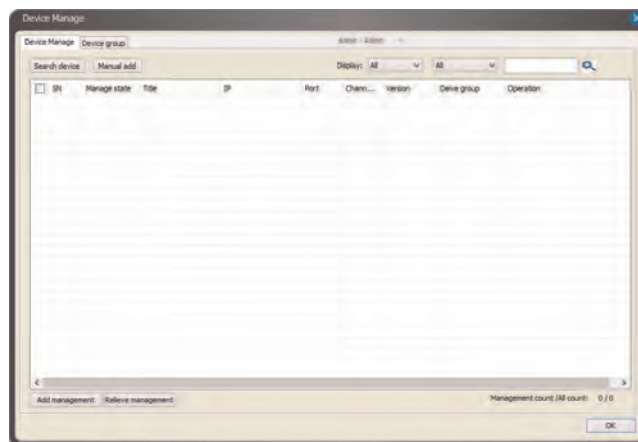 Device Manage
Device Manage Device group
Search device Manual add Display: All All
SN Manage state Title IP Port Chann... Version Deive group Operation
Add management Relieve management Management count /All count: 0 / 0
OK